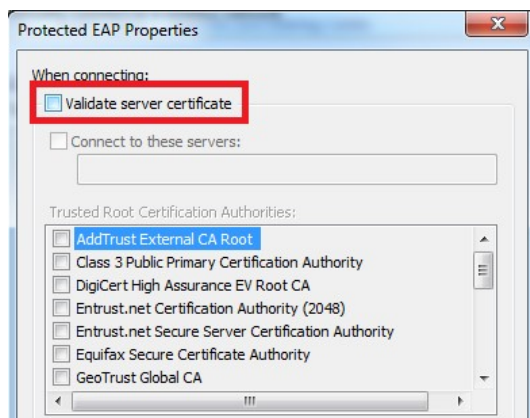 Protected EAP Properties
When connecting:
Validate server certificate
Connect to these servers:
Trusted Root Certification Authorities:
AddTrust External CA Root
Class 3 Public Primary Certification Authority
DigiCert High Assurance EV Root CA
Entrust.net Certification Authority (2048)
Entrust.net Secure Server Certification Authority
Equifax Secure Certificate Authority
GeoTrust Global CA